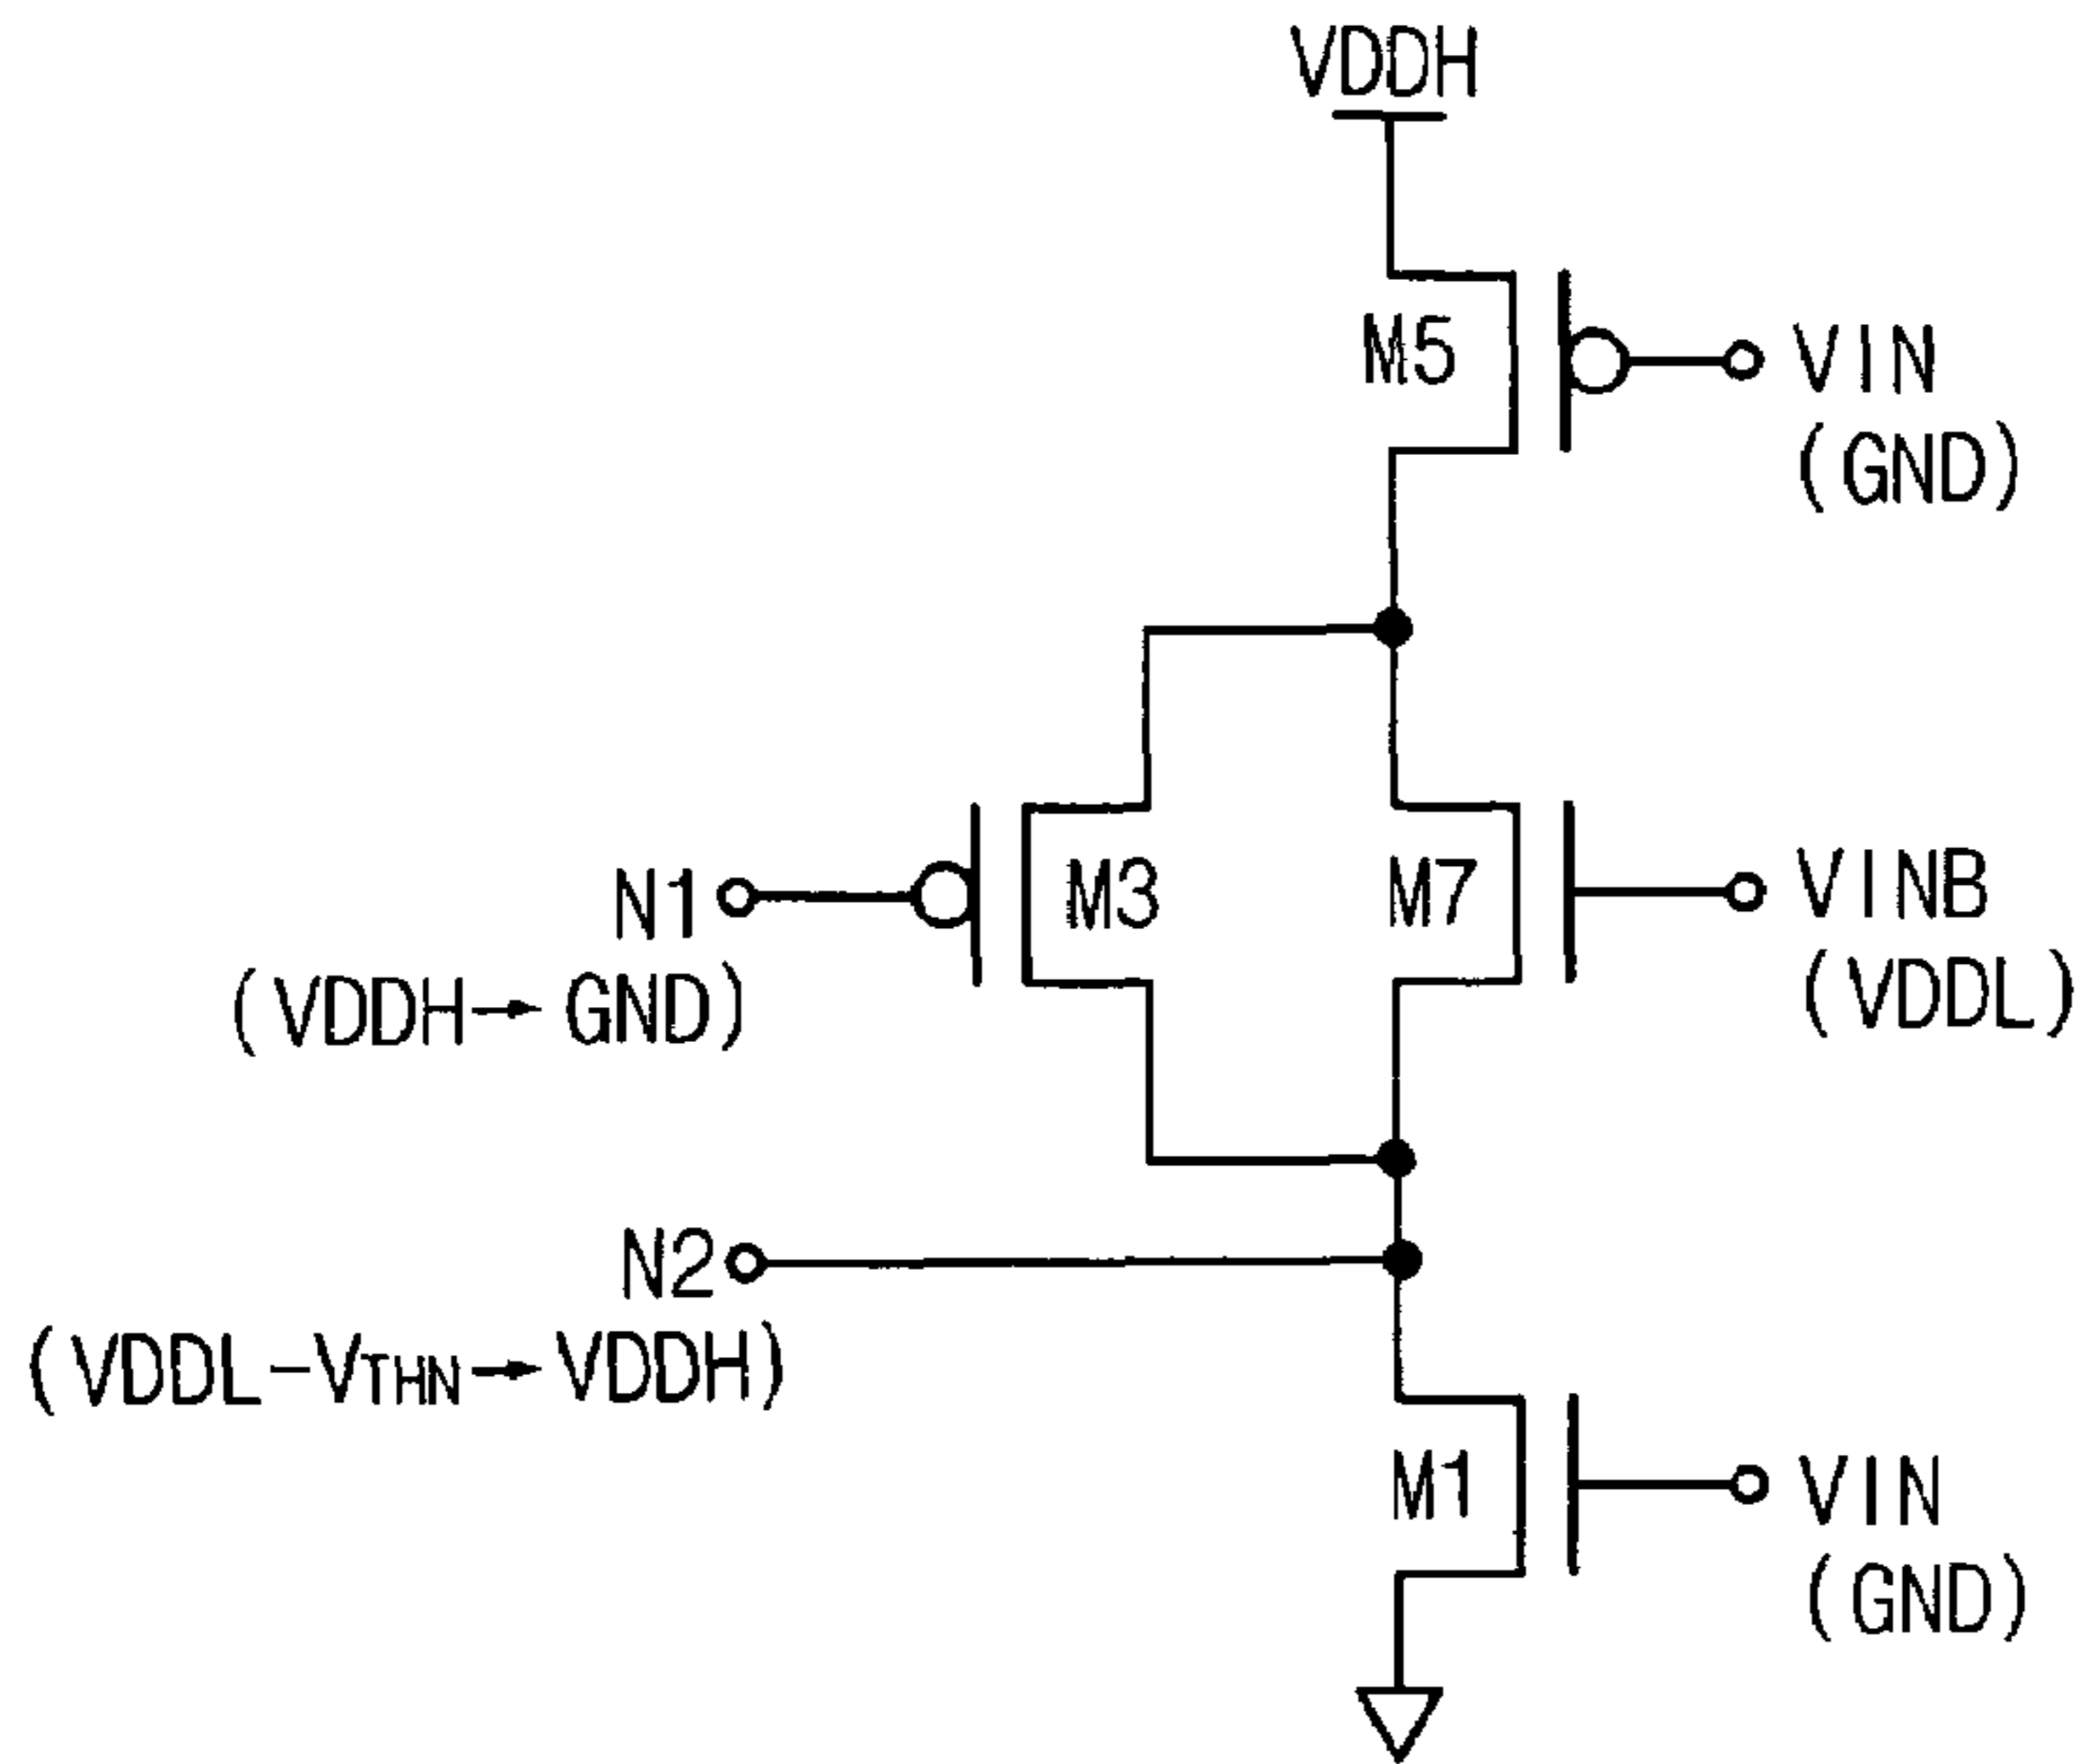 VDDH
M5
VIN
(GND)
N1
(VDDH→GND)
M3
M7
VINB
(VDDL)
N2
(VDDL-VTHN→VDDH)
M1
VIN
(GND)